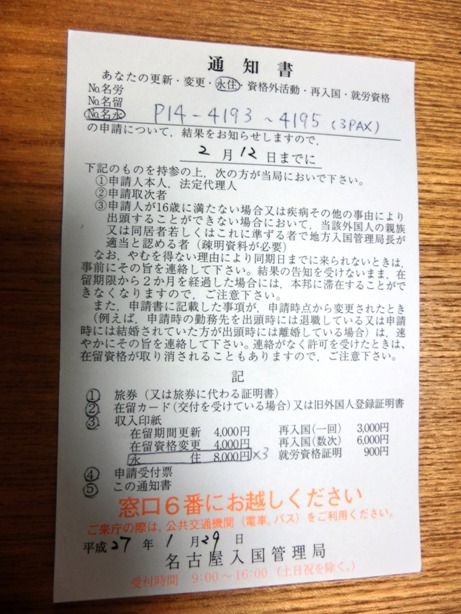 通知書
あなたの更新・変更・永住・資格外活動・再入国・就労資格
No.名労
No.名留
No.名永 P14-4193~4195 (3PAX)
の申請について,結果をお知らせしますので,
2月12日までに
下記のものを持参の上,次の方が当局においで下さい。
①申請人本人,法定代理人
②申請取次者
③申請人が16歳に満たない場合又は疾病その他の事由により
出頭することができない場合において,当該外国人の親族
又は同居者若しくはこれに準ずる者で地方入国管理局長が
適当と認める者(疎明資料が必要)
なお,やむを得ない理由により同期日までに来られないときは,
事前にその旨を連絡して下さい。結果の告知を受けないまま,在
留期限から2か月を経過した場合には,本邦に滞在することがで
きなくなりますので,ご注意下さい。
また,申請書に記載した事項が,申請時点から変更されたとき
(例えば,申請時の勤務先を出頭時には退職している又は申請
時には結婚されていた方が出頭時には離婚している場合)は,速
やかにその旨を連絡して下さい。連絡がなく許可を受けたときは,
在留資格が取り消されることもありますので,ご注意下さい。
記
① 旅券(又は旅券に代わる証明書)
② 在留カード(交付を受けている場合)又は旧外国人登録証明書
③ 収入印紙
在留期間更新 4,000円 再入国(一回) 3,000円
在留資格変更 4,000円 再入国(数次) 6,000円
永住 8,000円 ×3 就労資格証明 900円
④ 申請受付票
⑤ この通知書
窓口6番にお越しください
ご来庁の際は,公共交通機関(電車,バス)をご利用ください。
平成27年1月29日
名古屋入国管理局
受付時間 9:00~16:00(土日祝を除く。)